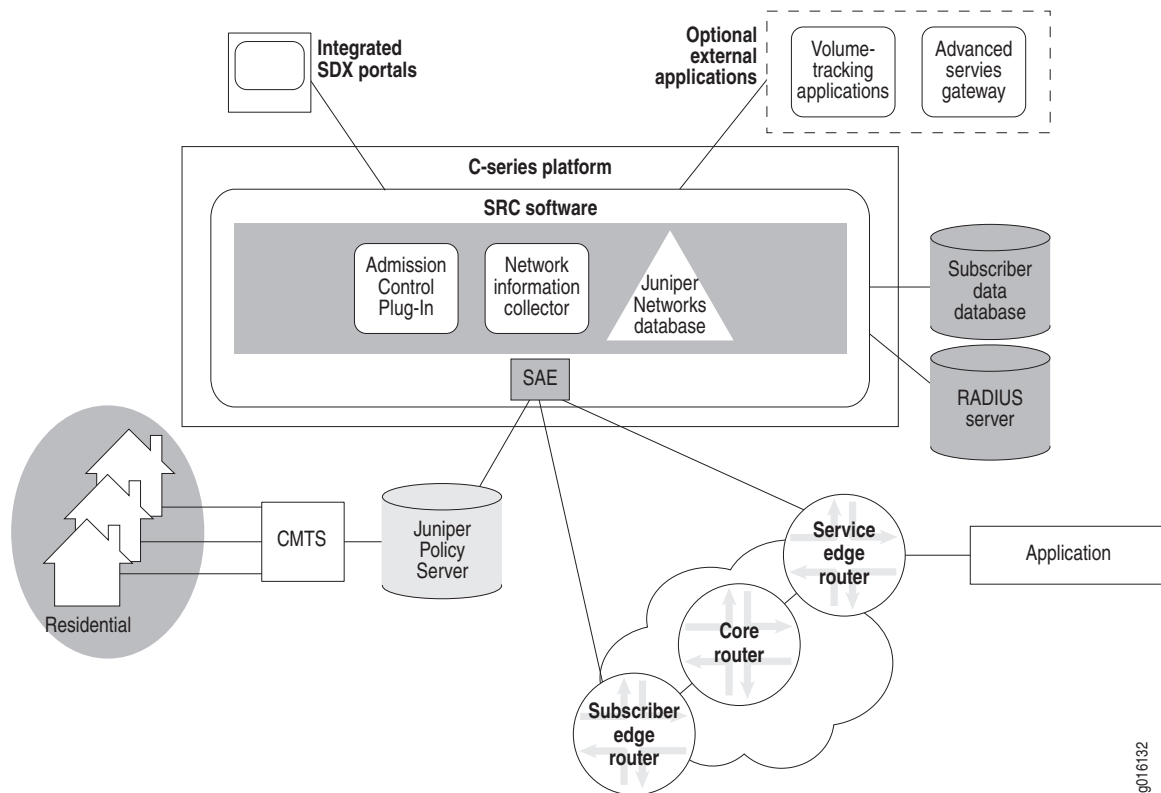 Integrated
SDX portals
Optional
external
applications
Volume-
tracking
applications
Advanced
servies
gateway
C-series platform
SRC software
Admission
Control
Plug-In
Network
information
collector
Juniper
Networks
database
Subscriber
data
database
SAE
RADIUS
server
CMTS
Juniper
Policy
Server
Residential
Service
edge
router
Application
Core
router
Subscriber
edge
router
g016132